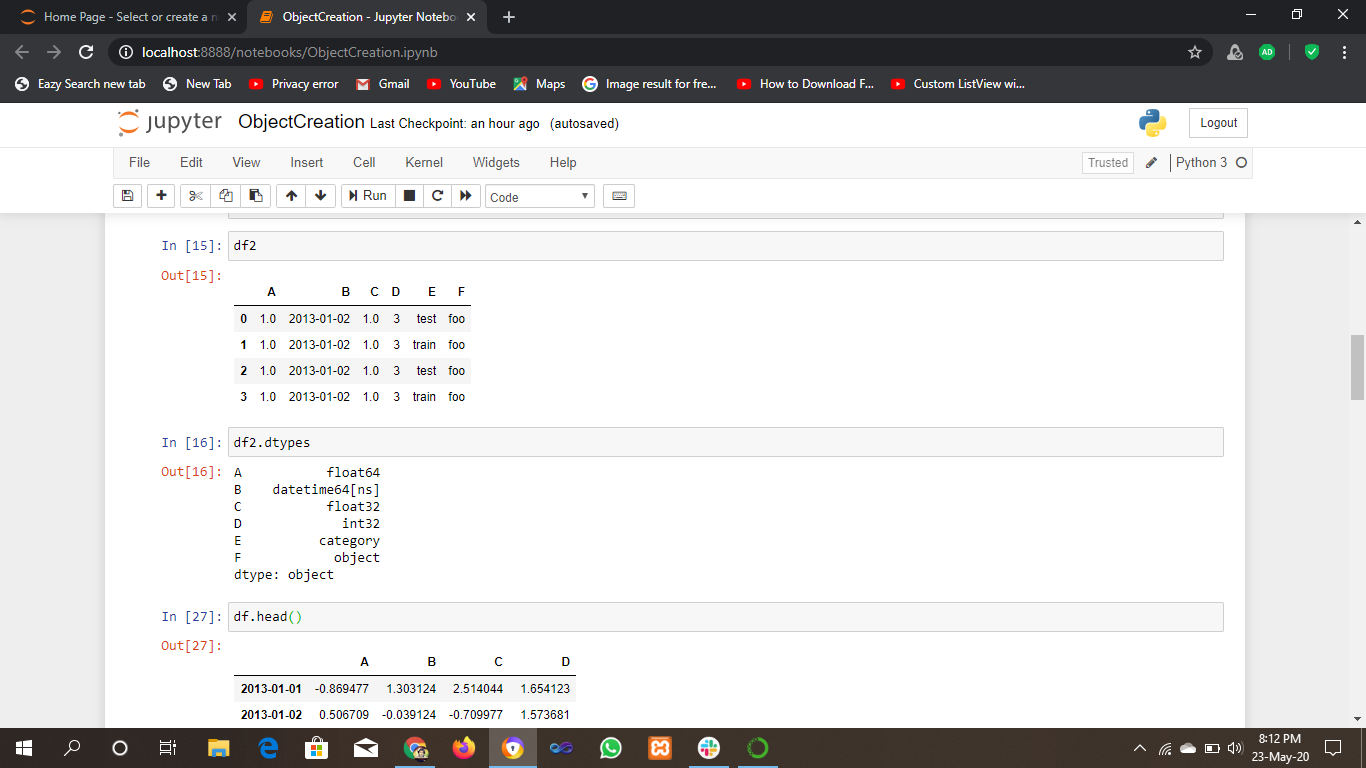 Home Page - Select or create a n
ObjectCreation - Jupyter Notebo
localhost:8888/notebooks/ObjectCreation.ipynb
AD
Eazy Search new tab New Tab Privacy error Gmail YouTube Maps Image result for fre... How to Download F... Custom ListView wi...
jupyter ObjectCreation Last Checkpoint: an hour ago (autosaved) Logout
File Edit View Insert Cell Kernel Widgets Help Trusted Python 3
Run Code
In [15]: df2
Out[15]:
A B C D E F
0 1.0 2013-01-02 1.0 3 test foo
1 1.0 2013-01-02 1.0 3 train foo
2 1.0 2013-01-02 1.0 3 test foo
3 1.0 2013-01-02 1.0 3 train foo
In [16]: df2.dtypes
Out[16]: A float64
B datetime64[ns]
C float32
D int32
E category
F object
dtype: object
In [27]: df.head()
Out[27]:
A B C D
2013-01-01 -0.869477 1.303124 2.514044 1.654123
2013-01-02 0.506709 -0.039124 -0.709977 1.573681
8:12 PM
23-May-20